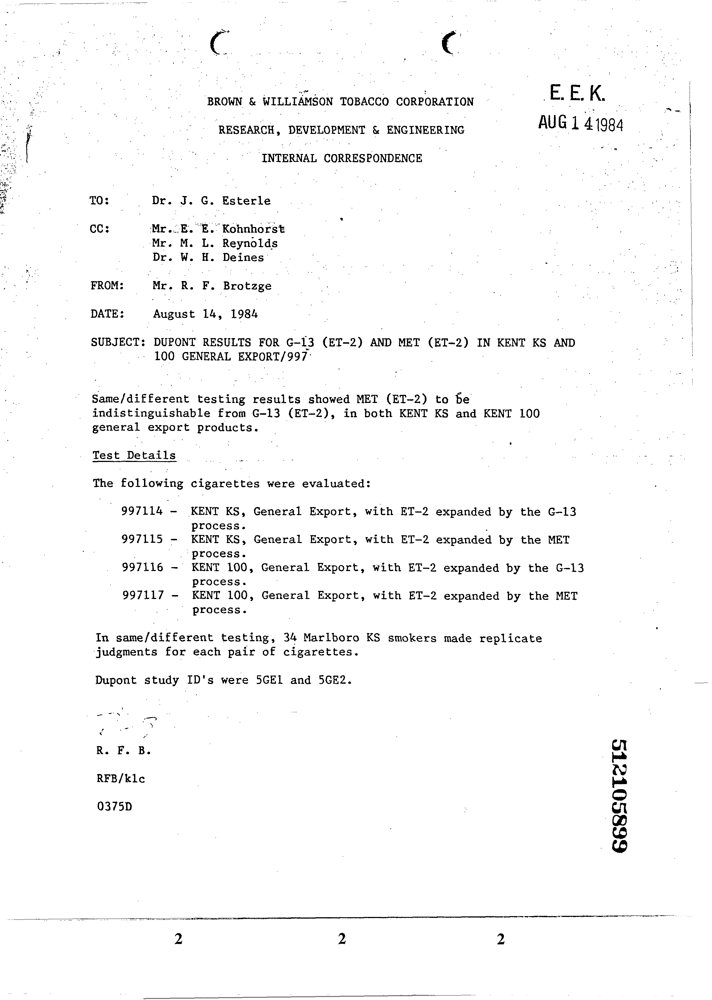 BROWN & WILLIAMSON TOBACCO CORPORATION
E. E. K.
AUG 14 1984
RESEARCH, DEVELOPMENT & ENGINEERING
INTERNAL CORRESPONDENCE
TO: Dr. J. G. Esterle
CC: Mr. E. E. Kohnhorst
Mr. M. L. Reynolds
Dr. W. H. Deines
FROM: Mr. R. F. Brotzge
DATE: August 14, 1984
SUBJECT: DUPONT RESULTS FOR G-13 (ET-2) AND MET (ET-2) IN KENT KS AND
100 GENERAL EXPORT/997
Same/different testing results showed MET (ET-2) to be
indistinguishable from G-13 (ET-2), in both KENT KS and KENT 100
general export products.
Test Details
The following cigarettes were evaluated:
997114 - KENT KS, General Export, with ET-2 expanded by the G-13
process.
997115 - KENT KS, General Export, with ET-2 expanded by the MET
process.
997116 - KENT 100, General Export, with ET-2 expanded by the G-13
process.
997117 - KENT 100, General Export, with ET-2 expanded by the MET
process.
In same/different testing, 34 Marlboro KS smokers made replicate
judgments for each pair of cigarettes.
Dupont study ID's were 5GE1 and 5GE2.
R. F. B.
RFB/klc
0375D
512105899
2 2 2